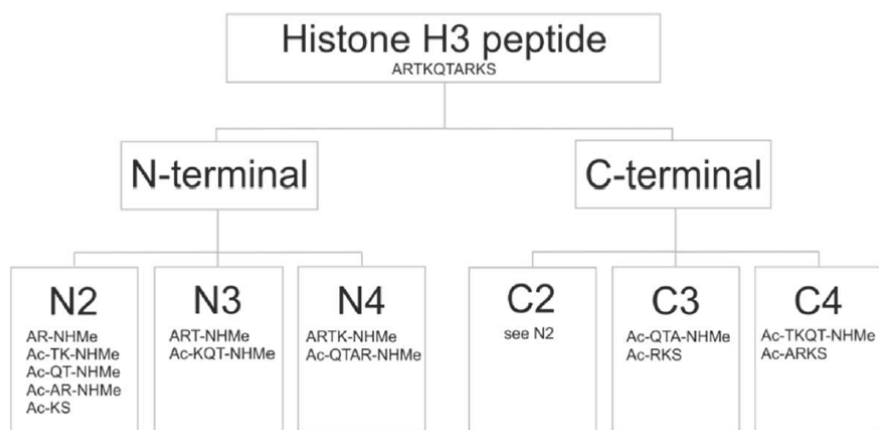 Histone H3 peptide
ARTKQTARKS
N-terminal
C-terminal
N2
AR-NHMe
Ac-TK-NHMe
Ac-QT-NHMe
Ac-AR-NHMe
Ac-KS
N3
ART-NHMe
Ac-KQT-NHMe
N4
ARTK-NHMe
Ac-QTAR-NHMe
C2
see N2
C3
Ac-QTA-NHMe
Ac-RKS
C4
Ac-TKQT-NHMe
Ac-ARKS